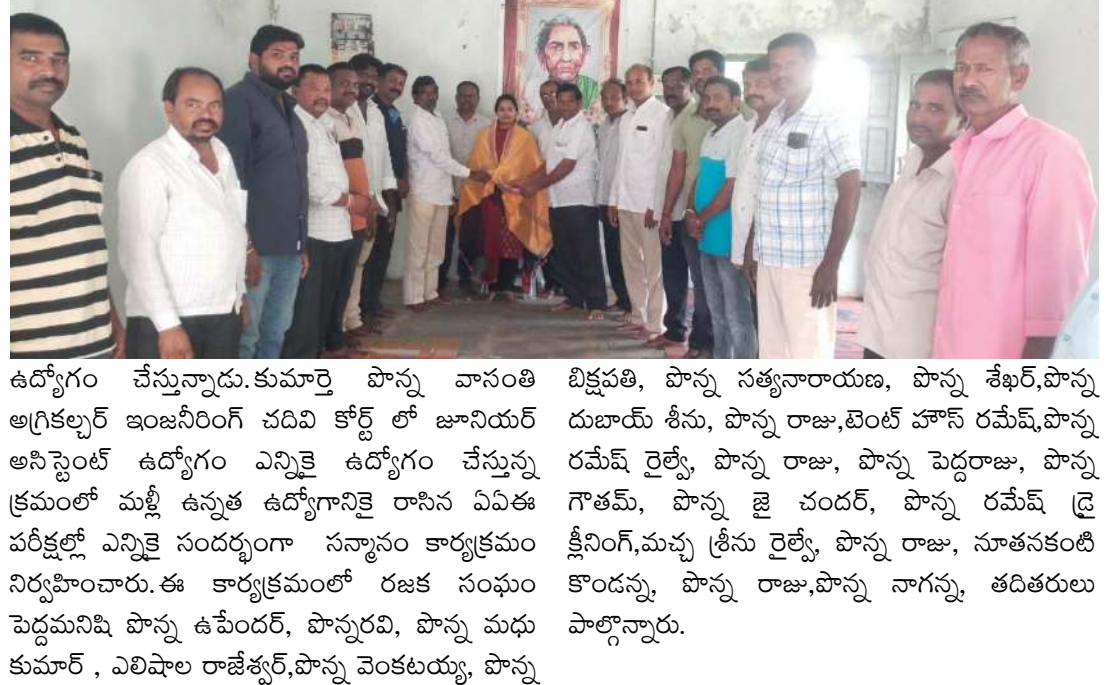 ఉద్యోగం చేస్తున్నాడు.కుమార్తె పొన్న వాసంతి
అగ్రికల్చర్ ఇంజనీరింగ్ చదివి కోర్ట్ లో జూనియర్
అసిస్టెంట్ ఉద్యోగం ఎన్నికై ఉద్యోగం చేస్తున్న
క్రమంలో మళ్లీ ఉన్నత ఉద్యోగానికై రాసిన ఏఏఈ
పరీక్షల్లో ఎన్నికై సందర్భంగా సన్మానం కార్యక్రమం
నిర్వహించారు.ఈ కార్యక్రమంలో రజక సంఘం
పెద్దమనిషి పొన్న ఉపేందర్, పొన్నరవి, పొన్న మధు
కుమార్ , ఎలిషాల రాజేశ్వర్,పొన్న వెంకటయ్య, పొన్న
బిక్షపతి, పొన్న సత్యనారాయణ, పొన్న శేఖర్,పొన్న
దుబాయ్ శీను, పొన్న రాజు,టెంట్ హౌస్ రమేష్,పొన్న
రమేష్ రైల్వే, పొన్న రాజు, పొన్న పెద్దరాజు, పొన్న
గౌతమ్, పొన్న జై చందర్, పొన్న రమేష్ డ్రై
క్లీనింగ్,మచ్చ శ్రీను రైల్వే, పొన్న రాజు, నూతనకంటి
కొండన్న, పొన్న రాజు,పొన్న నాగన్న, తదితరులు
పాల్గొన్నారు.